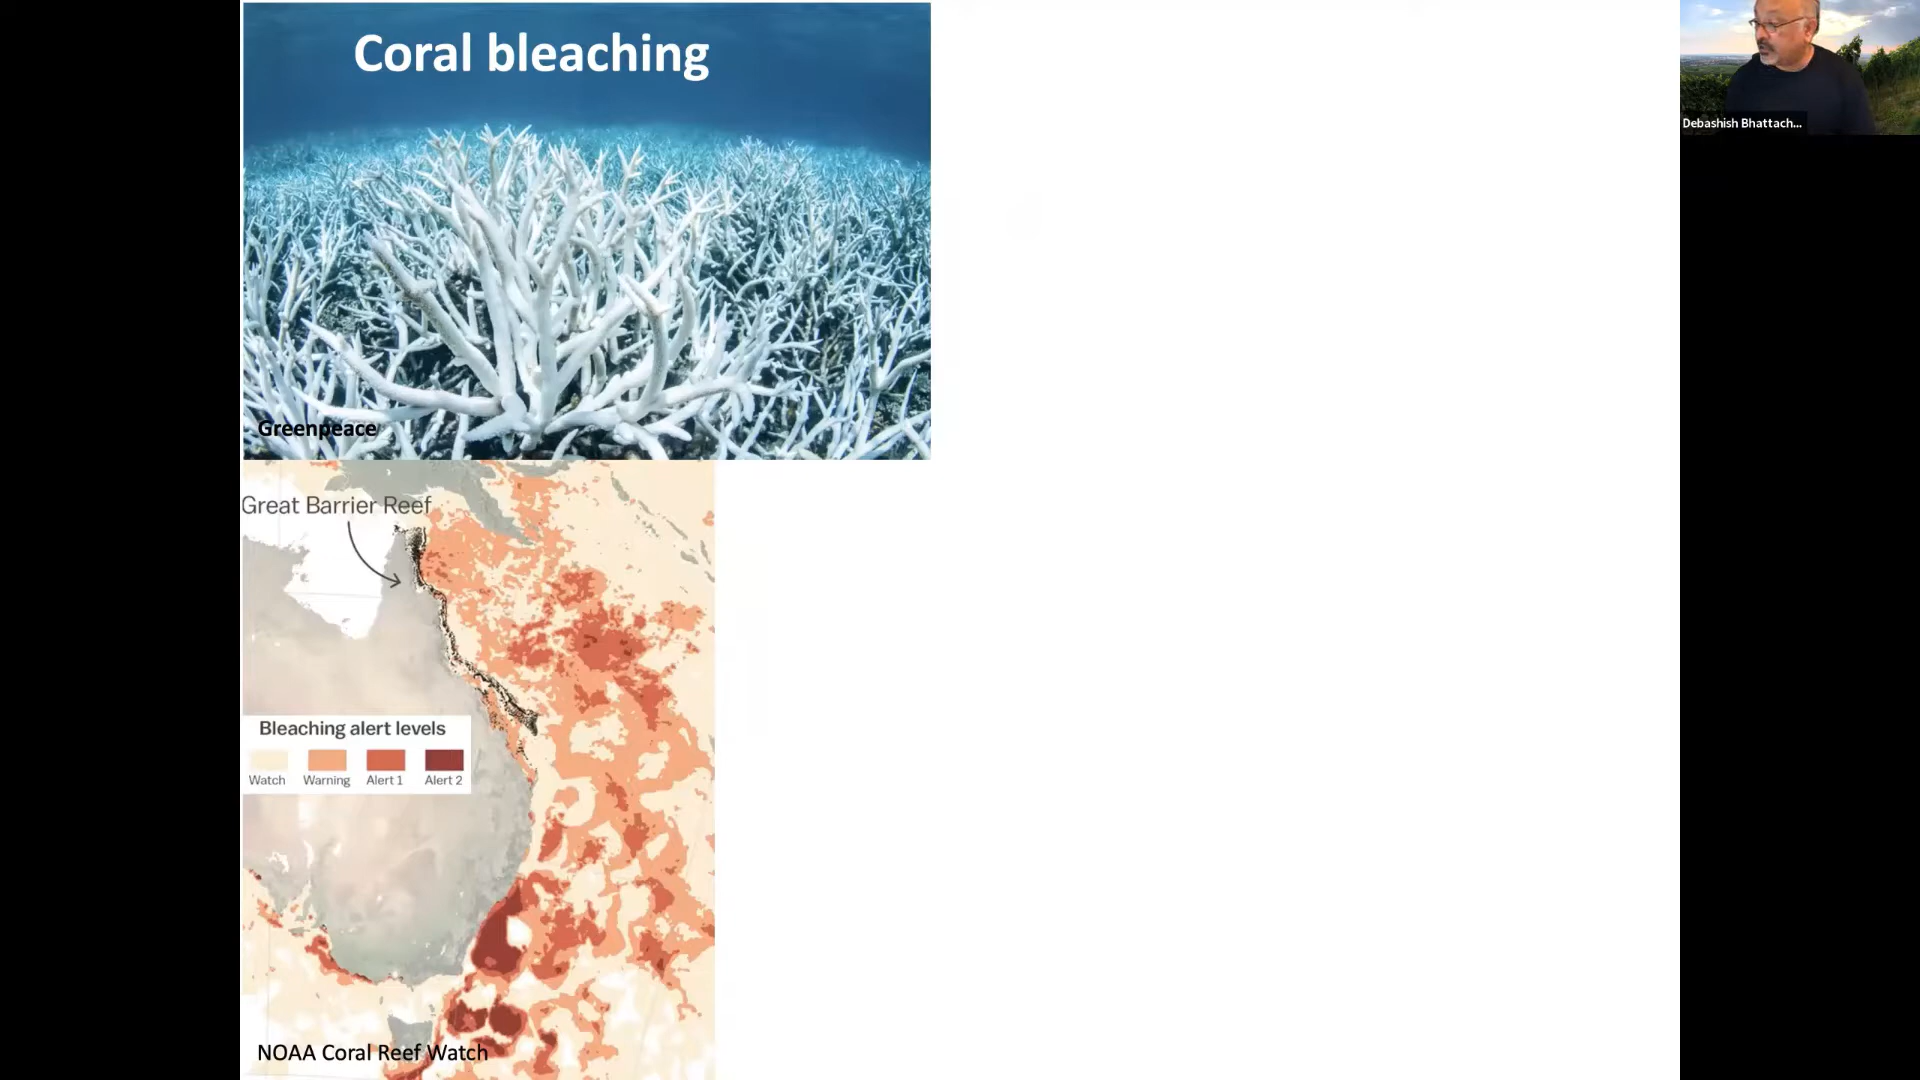 Coral bleaching
Greenpeace
Great Barrier Reef
Bleaching alert levels
Watch Warning Alert 1 Alert 2
NOAA Coral Reef Watch
Debashish Bhattach...